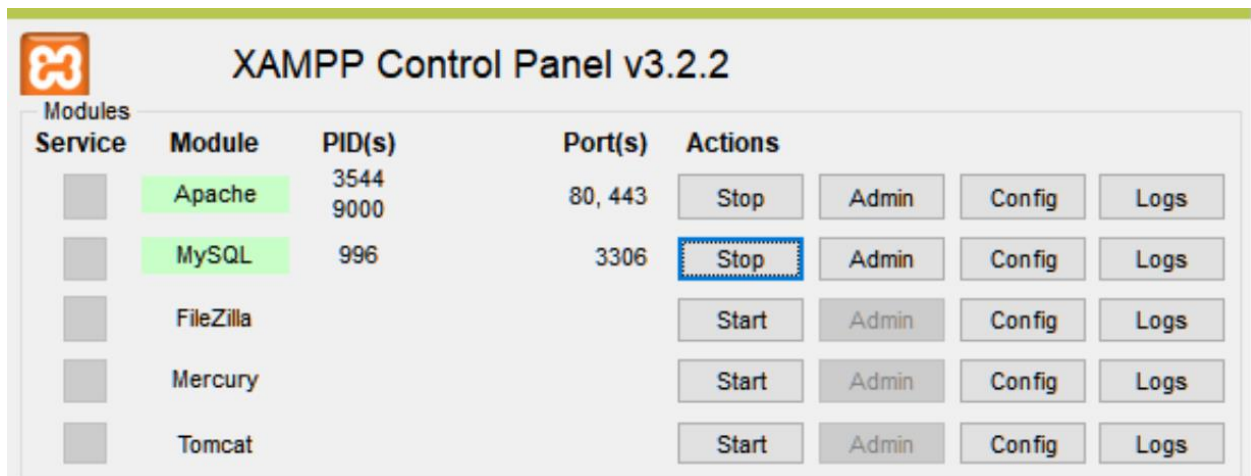 XAMPP Control Panel v3.2.2
Modules
Service Module PID(s) Port(s) Actions
Apache 3544 9000 80, 443 Stop Admin Config Logs
MySQL 996 3306 Stop Admin Config Logs
FileZilla Start Admin Config Logs
Mercury Start Admin Config Logs
Tomcat Start Admin Config Logs